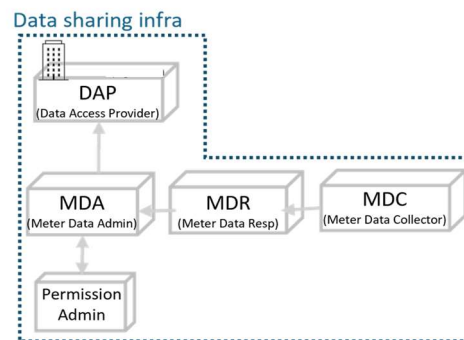 Data sharing infra
DAP
(Data Access Provider)
MDA
(Meter Data Admin)
MDR
(Meter Data Resp)
MDC
(Meter Data Collector)
Permission
Admin